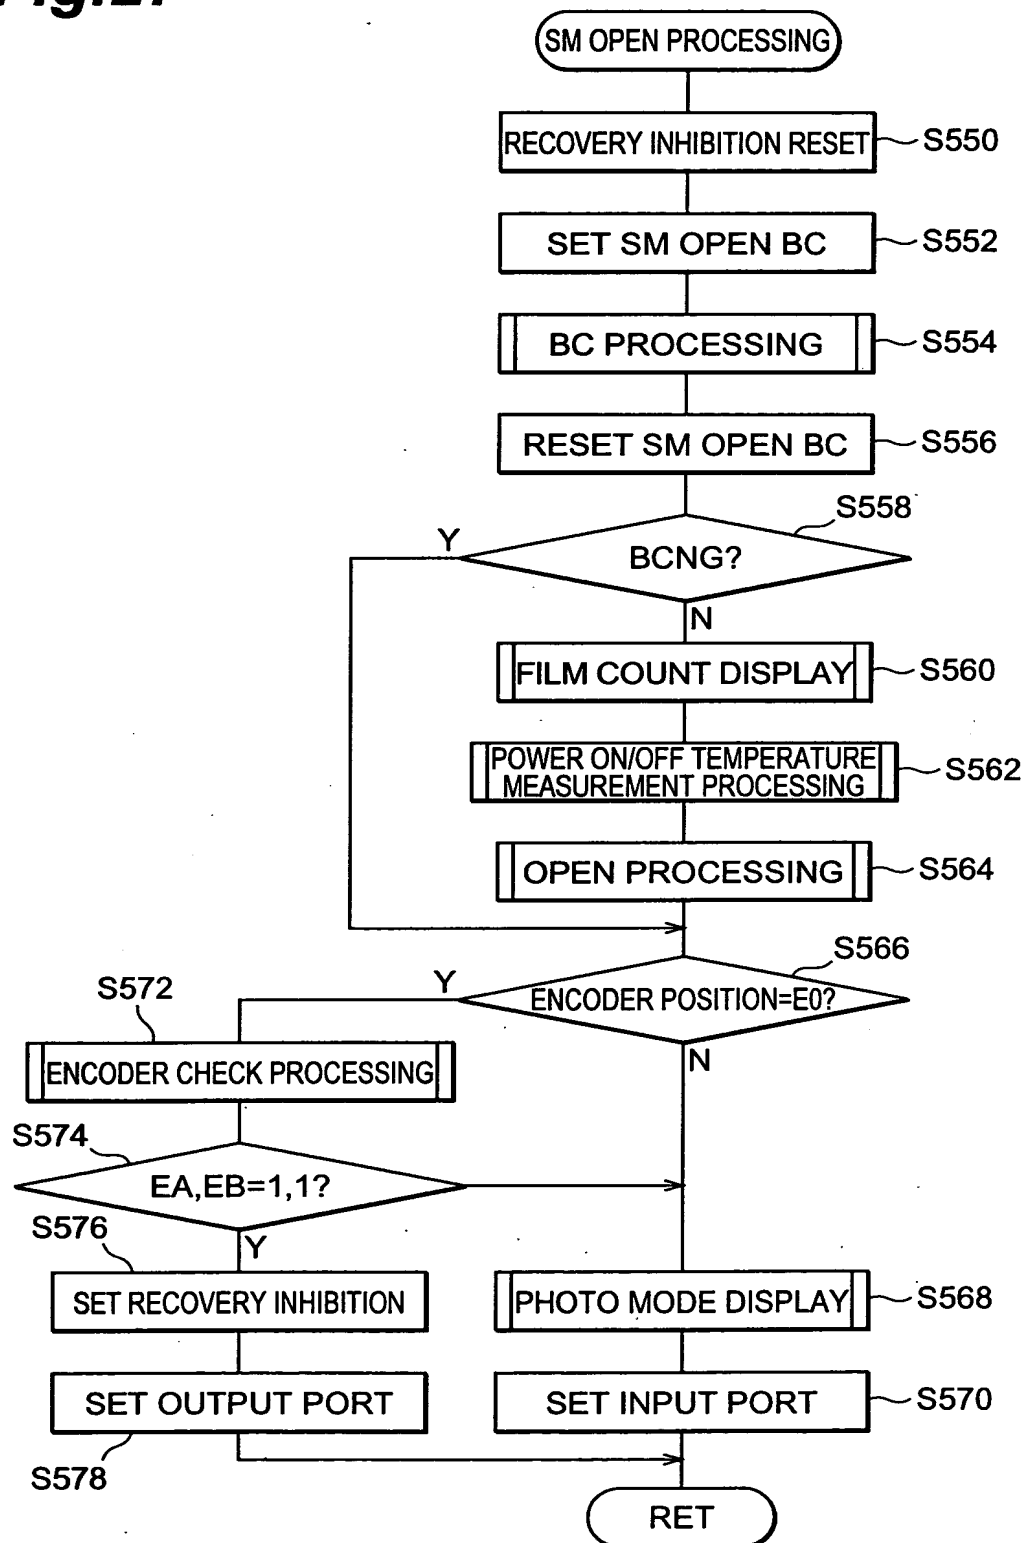 SM OPEN PROCESSING
RECOVERY INHIBITION RESET
S550
SET SM OPEN BC
S552
BC PROCESSING
S554
RESET SM OPEN BC
S556
S558
Y
BCNG?
N
FILM COUNT DISPLAY
S560
POWER ON/OFF TEMPERATURE
MEASUREMENT PROCESSING
S562
OPEN PROCESSING
S564
S566
Y
ENCODER POSITION=E0?
N
S572
ENCODER CHECK PROCESSING
S574
EA,EB=1,1?
Y
S576
SET RECOVERY INHIBITION
PHOTO MODE DISPLAY
S568
SET OUTPUT PORT
SET INPUT PORT
S570
S578
RET